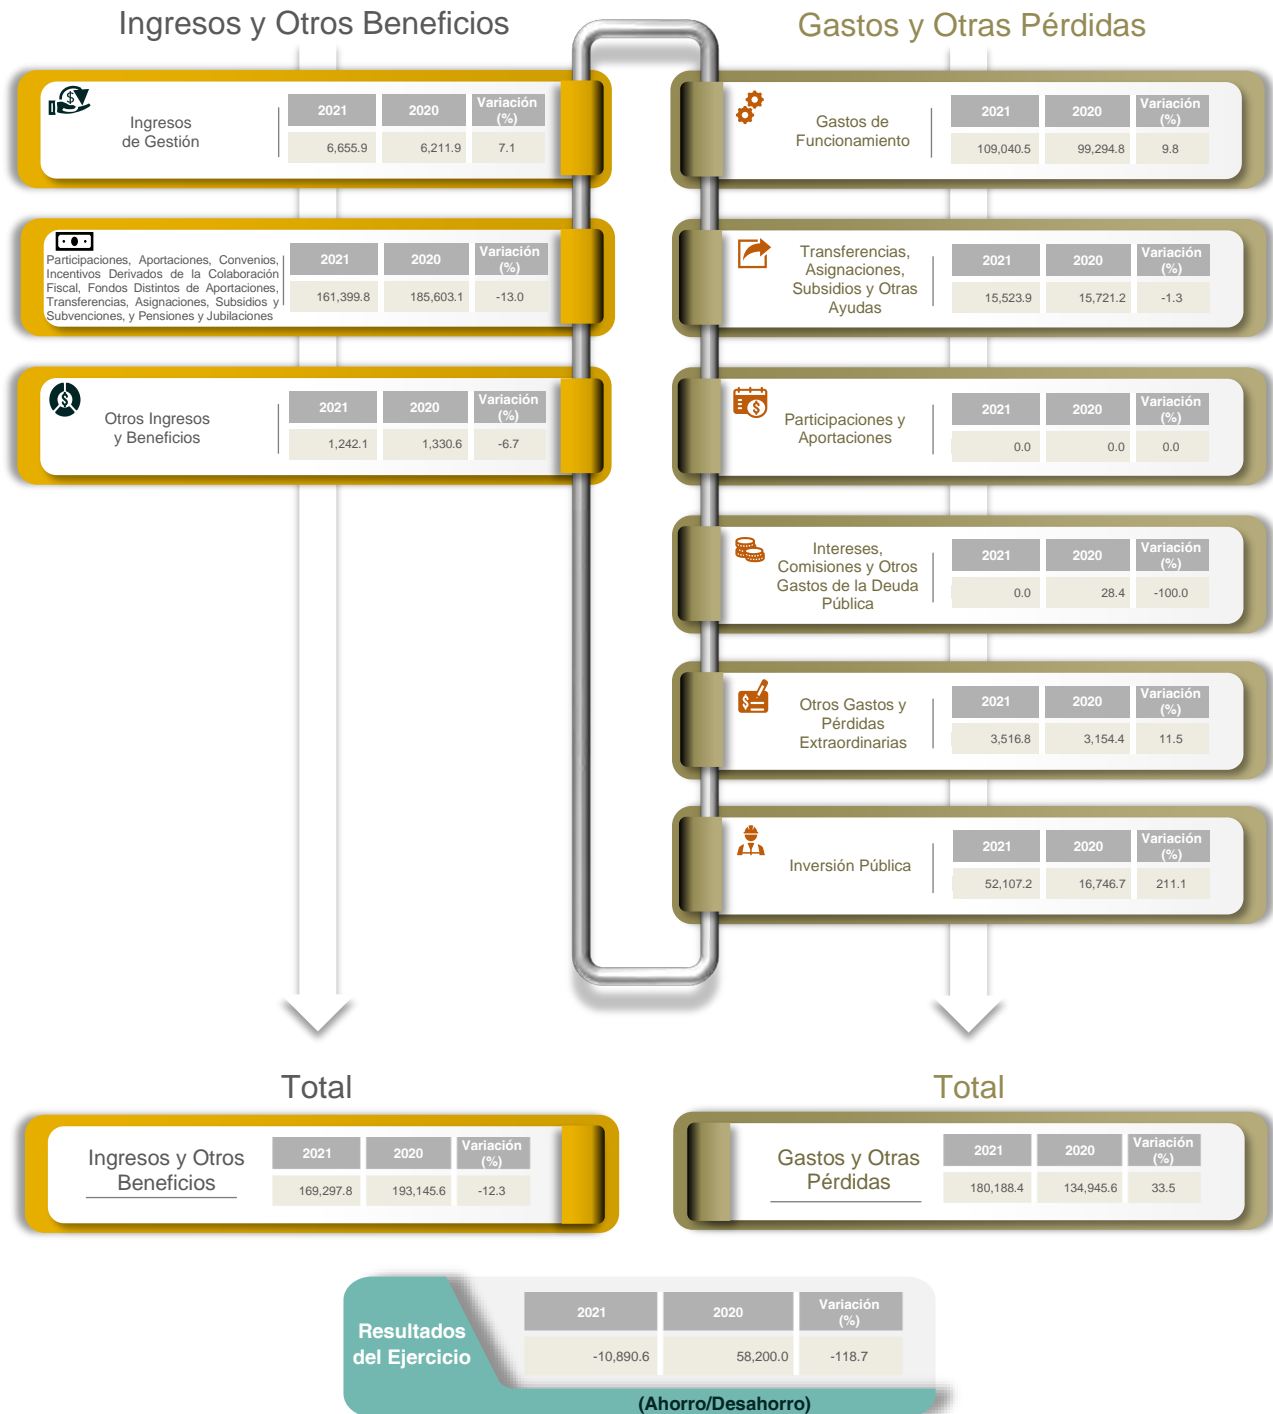 Ingresos y Otros Beneficios
Ingresos
de Gestión
2021 2020 Variación (%)
6,655.9 6,211.9 7.1
Participaciones, Aportaciones, Convenios,
Incentivos Derivados de la Colaboración
Fiscal, Fondos Distintos de Aportaciones,
Transferencias, Asignaciones, Subsidios y
Subvenciones, y Pensiones y Jubilaciones
2021 2020 Variación (%)
161,399.8 185,603.1 -13.0
Otros Ingresos
y Beneficios
2021 2020 Variación (%)
1,242.1 1,330.6 -6.7
Gastos y Otras Pérdidas
Gastos de
Funcionamiento
2021 2020 Variación (%)
109,040.5 99,294.8 9.8
Transferencias,
Asignaciones,
Subsidios y Otras
Ayudas
2021 2020 Variación (%)
15,523.9 15,721.2 -1.3
Participaciones y
Aportaciones
2021 2020 Variación (%)
0.0 0.0 0.0
Intereses,
Comisiones y Otros
Gastos de la Deuda
Pública
2021 2020 Variación (%)
0.0 28.4 -100.0
Otros Gastos y
Pérdidas
Extraordinarias
2021 2020 Variación (%)
3,516.8 3,154.4 11.5
Inversión Pública
2021 2020 Variación (%)
52,107.2 16,746.7 211.1
Total
Ingresos y Otros
Beneficios
2021 2020 Variación (%)
169,297.8 193,145.6 -12.3
Total
Gastos y Otras
Pérdidas
2021 2020 Variación (%)
180,188.4 134,945.6 33.5
Resultados
del Ejercicio
2021 2020 Variación (%)
-10,890.6 58,200.0 -118.7
(Ahorro/Desahorro)